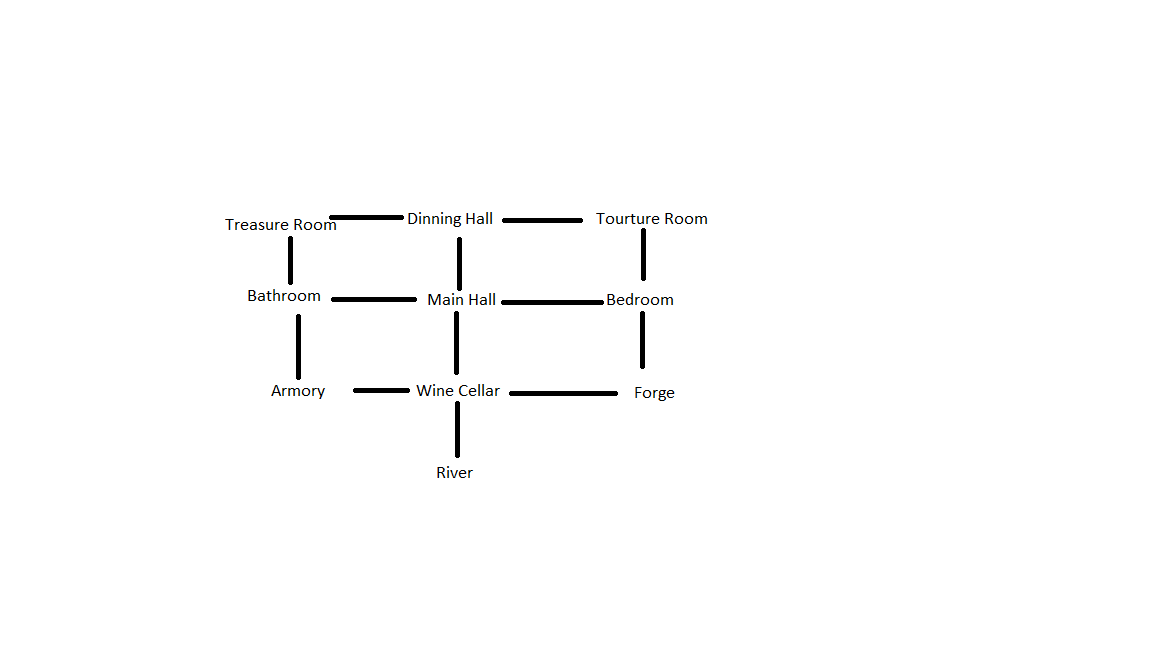 Treasure Room
Dinning Hall
Tourture Room
Bathroom
Main Hall
Bedroom
Armory
Wine Cellar
Forge
River